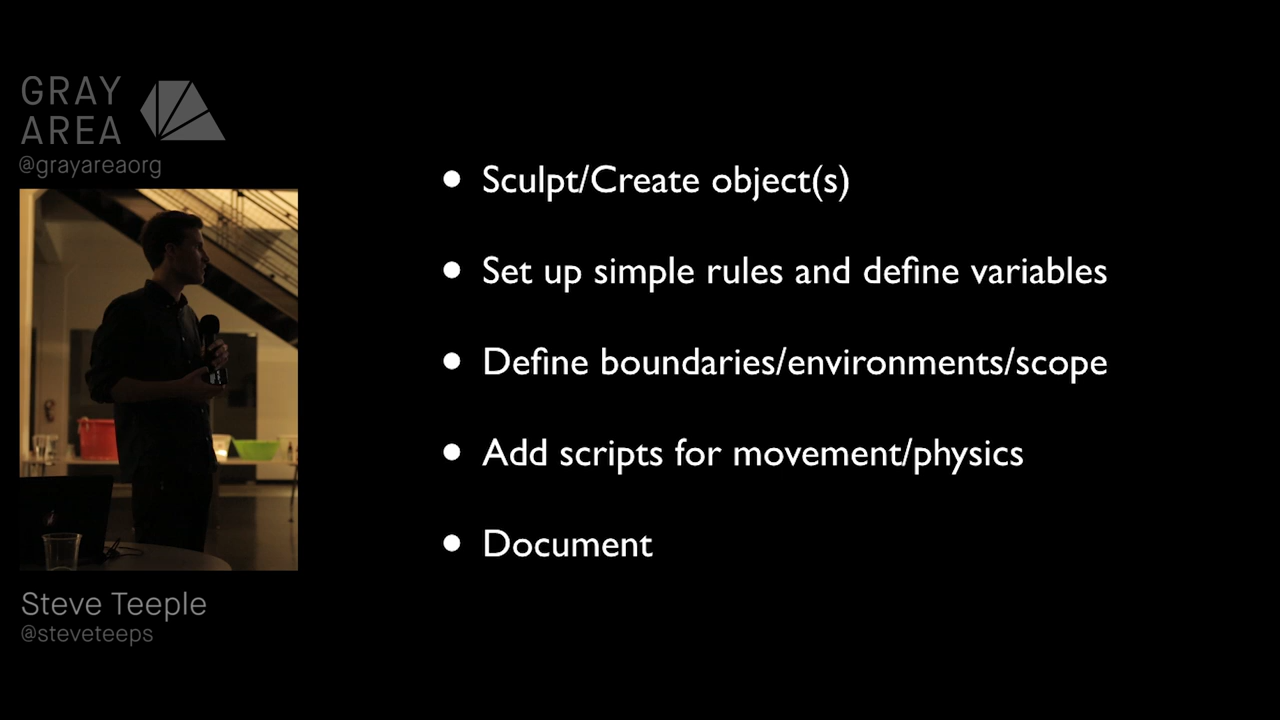 GRAY
AREA
@grayareaorg
Steve Teeple
@steveteeps
• Sculpt/Create object(s)
• Set up simple rules and define variables
• Define boundaries/environments/scope
• Add scripts for movement/physics
• Document